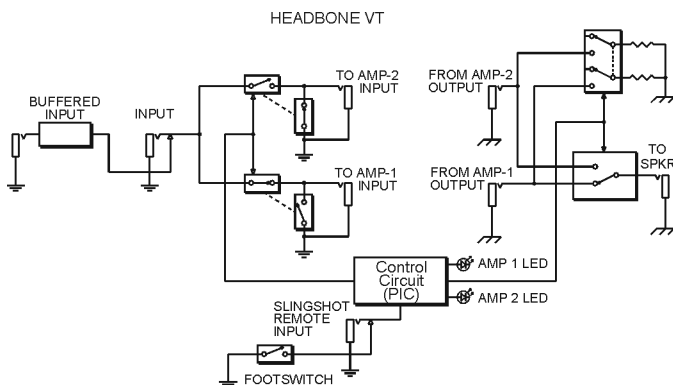 HEADBONE VT
BUFFERED
INPUT
INPUT
TO AMP-2
INPUT
FROM AMP-2
OUTPUT
TO AMP-1
INPUT
FROM AMP-1
OUTPUT
TO
SPKR
Control
Circuit
(PIC)
AMP 1 LED
AMP 2 LED
SLINGSHOT
REMOTE
INPUT
FOOTSWITCH